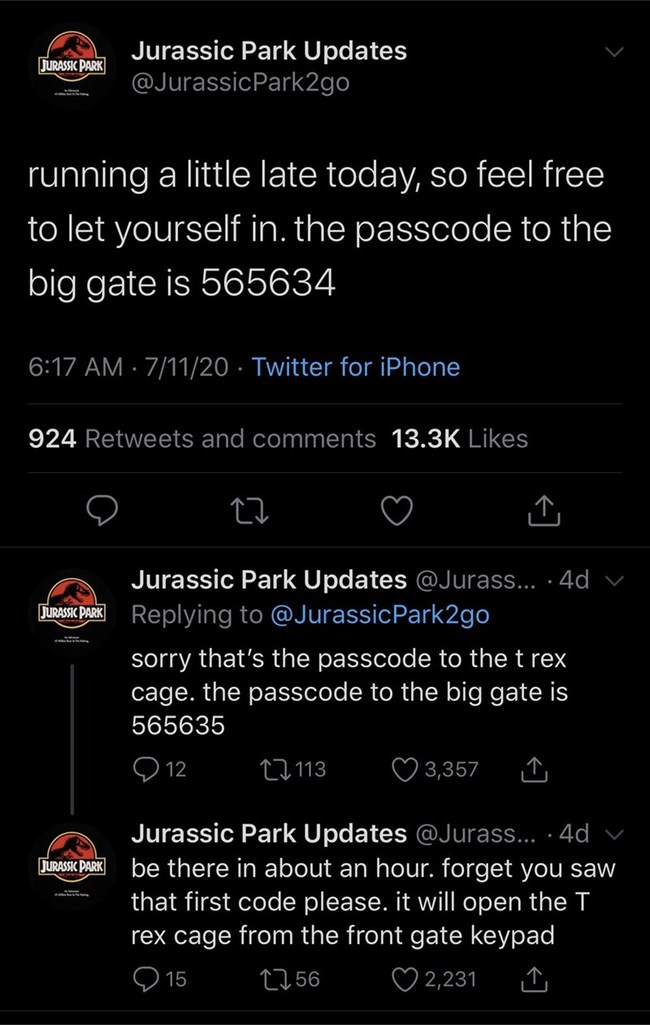 JURASSIC PARK
Jurassic Park Updates
@JurassicPark2go
running a little late today, so feel free
to let yourself in. the passcode to the
big gate is 565634
6:17 AM · 7/11/20 · Twitter for iPhone
924 Retweets and comments 13.3K Likes
JURASSIC PARK
Jurassic Park Updates @Jurass... · 4d
Replying to @JurassicPark2go
sorry that's the passcode to the t rex
cage. the passcode to the big gate is
565635
12 113 3,357
JURASSIC PARK
Jurassic Park Updates @Jurass... · 4d
be there in about an hour. forget you saw
that first code please. it will open the T
rex cage from the front gate keypad
15 56 2,231